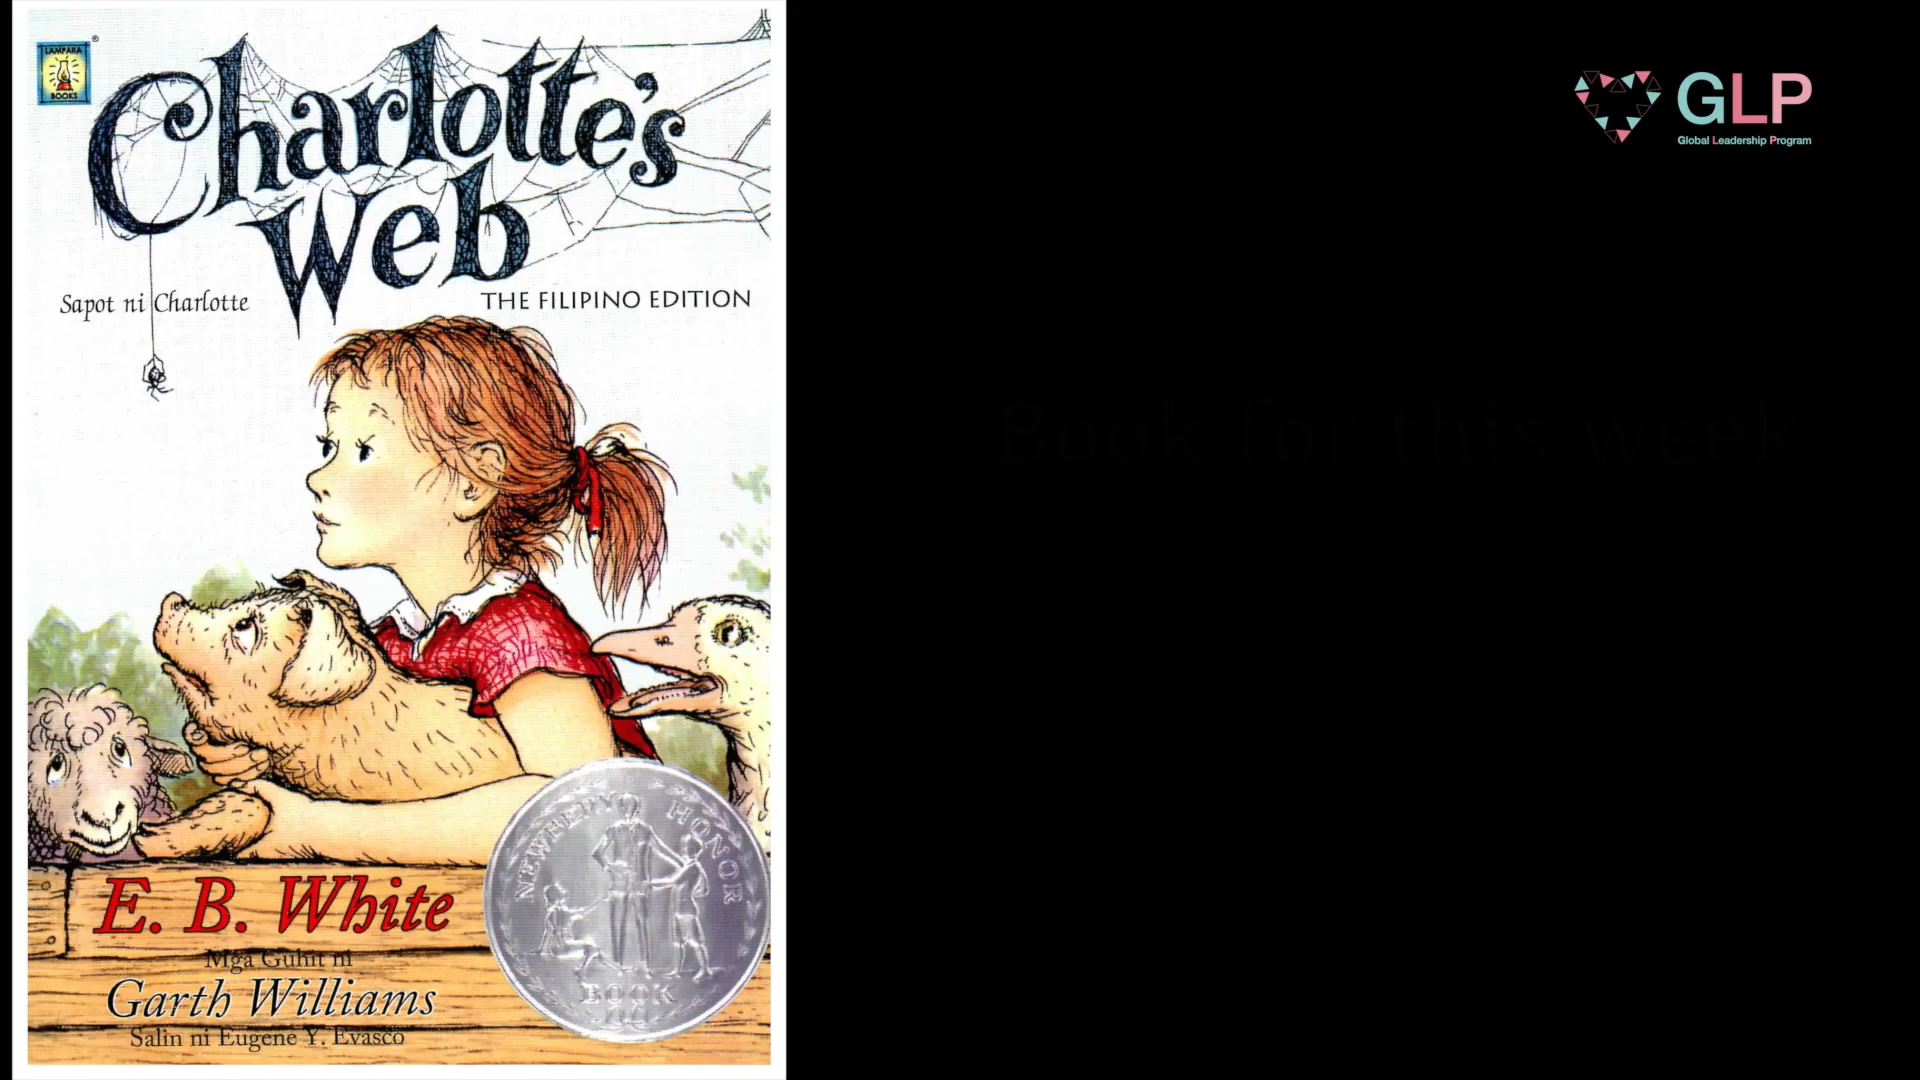 LAMPARA
BOOKS
®
Charlotte's
Web
Sapot ni Charlotte
THE FILIPINO EDITION
E. B. White
Mga Guhit ni
Garth Williams
Salin ni Eugene Y. Evasco
NEWBERY HONOR
BOOK
GLP
Global Leadership Program
Book for this week